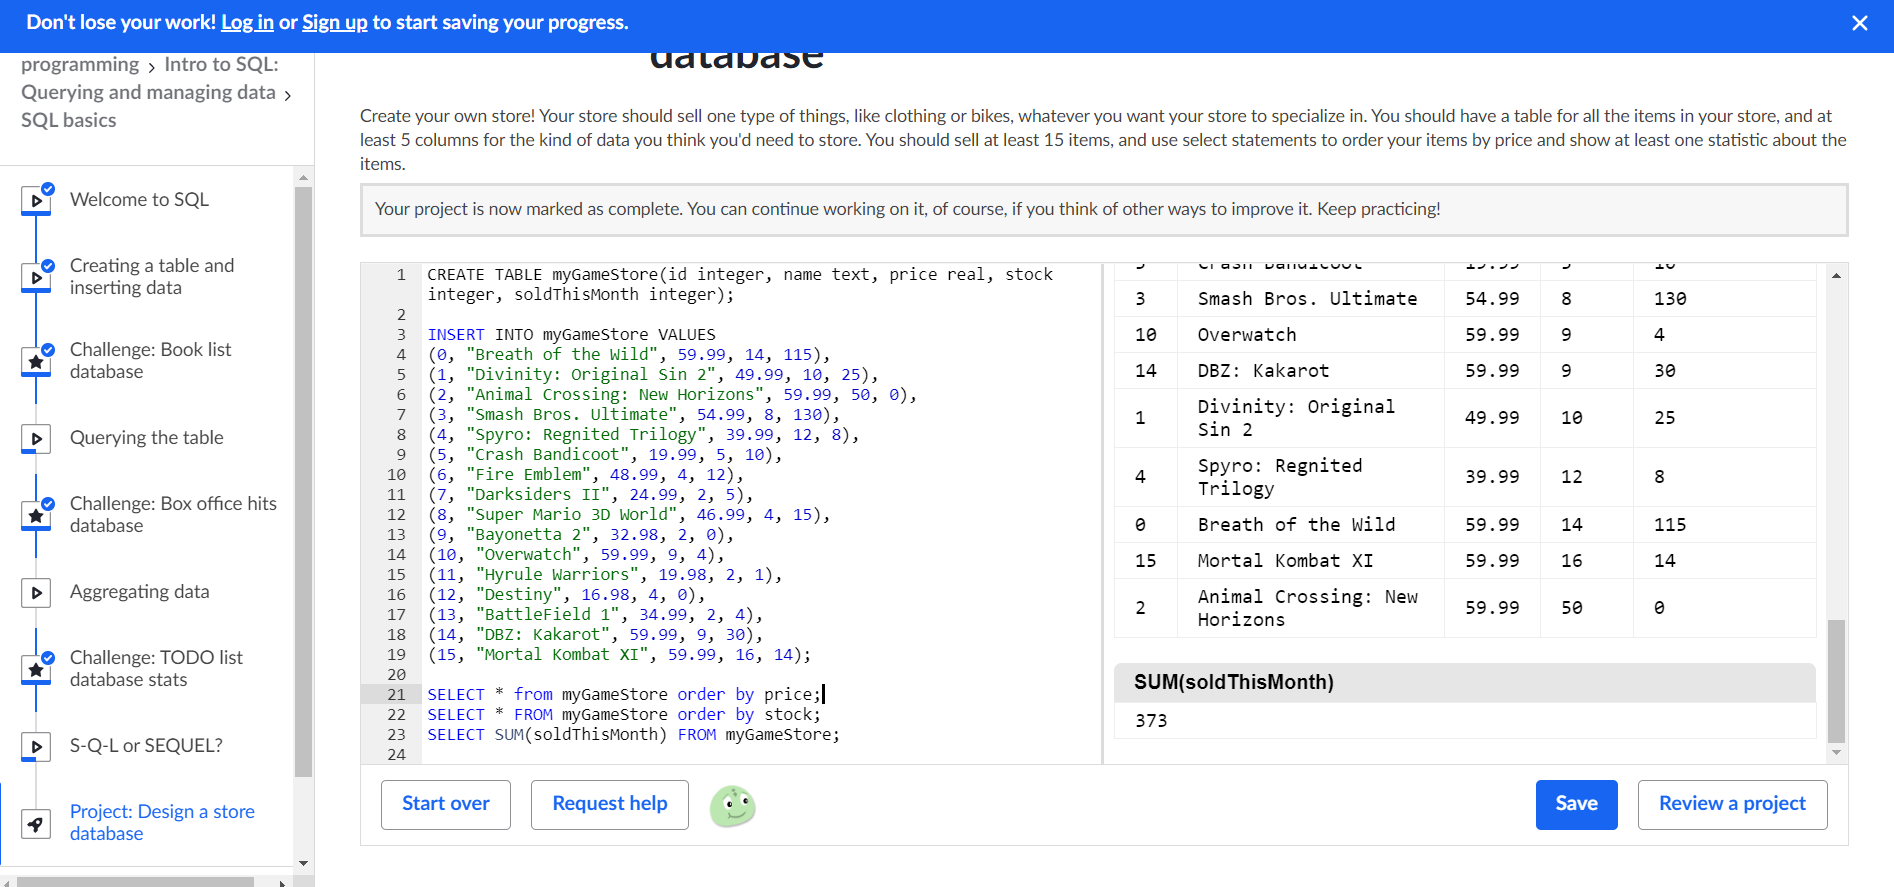 Don't lose your work! Log in or Sign up to start saving your progress.
programming › Intro to SQL:
Querying and managing data ›
SQL basics
Welcome to SQL
Creating a table and
inserting data
Challenge: Book list
database
Querying the table
Challenge: Box office hits
database
Aggregating data
Challenge: TODO list
database stats
S-Q-L or SEQUEL?
Project: Design a store
database
database
Create your own store! Your store should sell one type of things, like clothing or bikes, whatever you want your store to specialize in. You should have a table for all the items in your store, and at
least 5 columns for the kind of data you think you'd need to store. You should sell at least 15 items, and use select statements to order your items by price and show at least one statistic about the
items.
Your project is now marked as complete. You can continue working on it, of course, if you think of other ways to improve it. Keep practicing!
1 CREATE TABLE myGameStore(id integer, name text, price real, stock
integer, soldThisMonth integer);
2
3 INSERT INTO myGameStore VALUES
4 (0, "Breath of the Wild", 59.99, 14, 115),
5 (1, "Divinity: Original Sin 2", 49.99, 10, 25),
6 (2, "Animal Crossing: New Horizons", 59.99, 50, 0),
7 (3, "Smash Bros. Ultimate", 54.99, 8, 130),
8 (4, "Spyro: Regnited Trilogy", 39.99, 12, 8),
9 (5, "Crash Bandicoot", 19.99, 5, 10),
10 (6, "Fire Emblem", 48.99, 4, 12),
11 (7, "Darksiders II", 24.99, 2, 5),
12 (8, "Super Mario 3D World", 46.99, 4, 15),
13 (9, "Bayonetta 2", 32.98, 2, 0),
14 (10, "Overwatch", 59.99, 9, 4),
15 (11, "Hyrule Warriors", 19.98, 2, 1),
16 (12, "Destiny", 16.98, 4, 0),
17 (13, "BattleField 1", 34.99, 2, 4),
18 (14, "DBZ: Kakarot", 59.99, 9, 30),
19 (15, "Mortal Kombat XI", 59.99, 16, 14);
20
21 SELECT * from myGameStore order by price;
22 SELECT * FROM myGameStore order by stock;
23 SELECT SUM(soldThisMonth) FROM myGameStore;
24
5 Crash Bandicoot 19.99 5 10
3 Smash Bros. Ultimate 54.99 8 130
10 Overwatch 59.99 9 4
14 DBZ: Kakarot 59.99 9 30
1 Divinity: Original
Sin 2 49.99 10 25
4 Spyro: Regnited
Trilogy 39.99 12 8
0 Breath of the Wild 59.99 14 115
15 Mortal Kombat XI 59.99 16 14
2 Animal Crossing: New
Horizons 59.99 50 0
SUM(soldThisMonth)
373
Start over
Request help
Save
Review a project